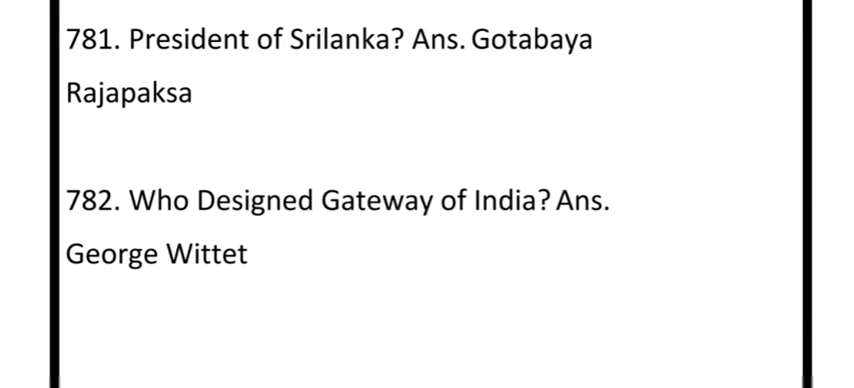 781. President of Srilanka? Ans. Gotabaya
Rajapaksa
782. Who Designed Gateway of India? Ans.
George Wittet